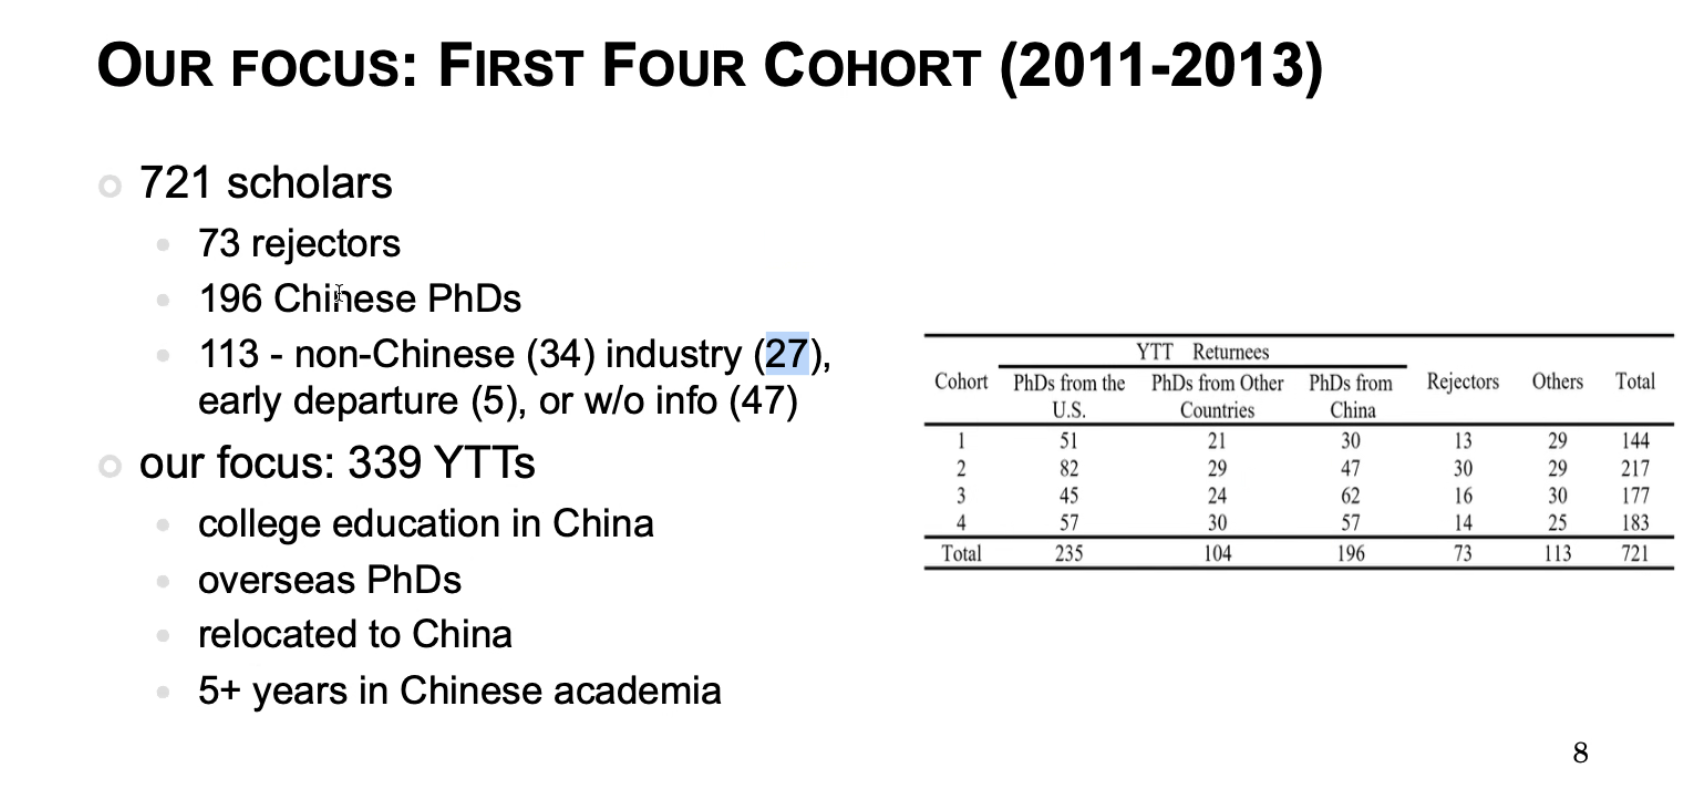 OUR FOCUS: FIRST FOUR COHORT (2011-2013)
721 scholars
73 rejectors
196 Chinese PhDs
113 - non-Chinese (34) industry (27),
early departure (5), or w/o info (47)
our focus: 339 YTTs
college education in China
overseas PhDs
relocated to China
5+ years in Chinese academia
YTT Returnees
Cohort PhDs from the U.S. PhDs from Other Countries PhDs from China Rejectors Others Total
1 51 21 30 13 29 144
2 82 29 47 30 29 217
3 45 24 62 16 30 177
4 57 30 57 14 25 183
Total 235 104 196 73 113 721
8